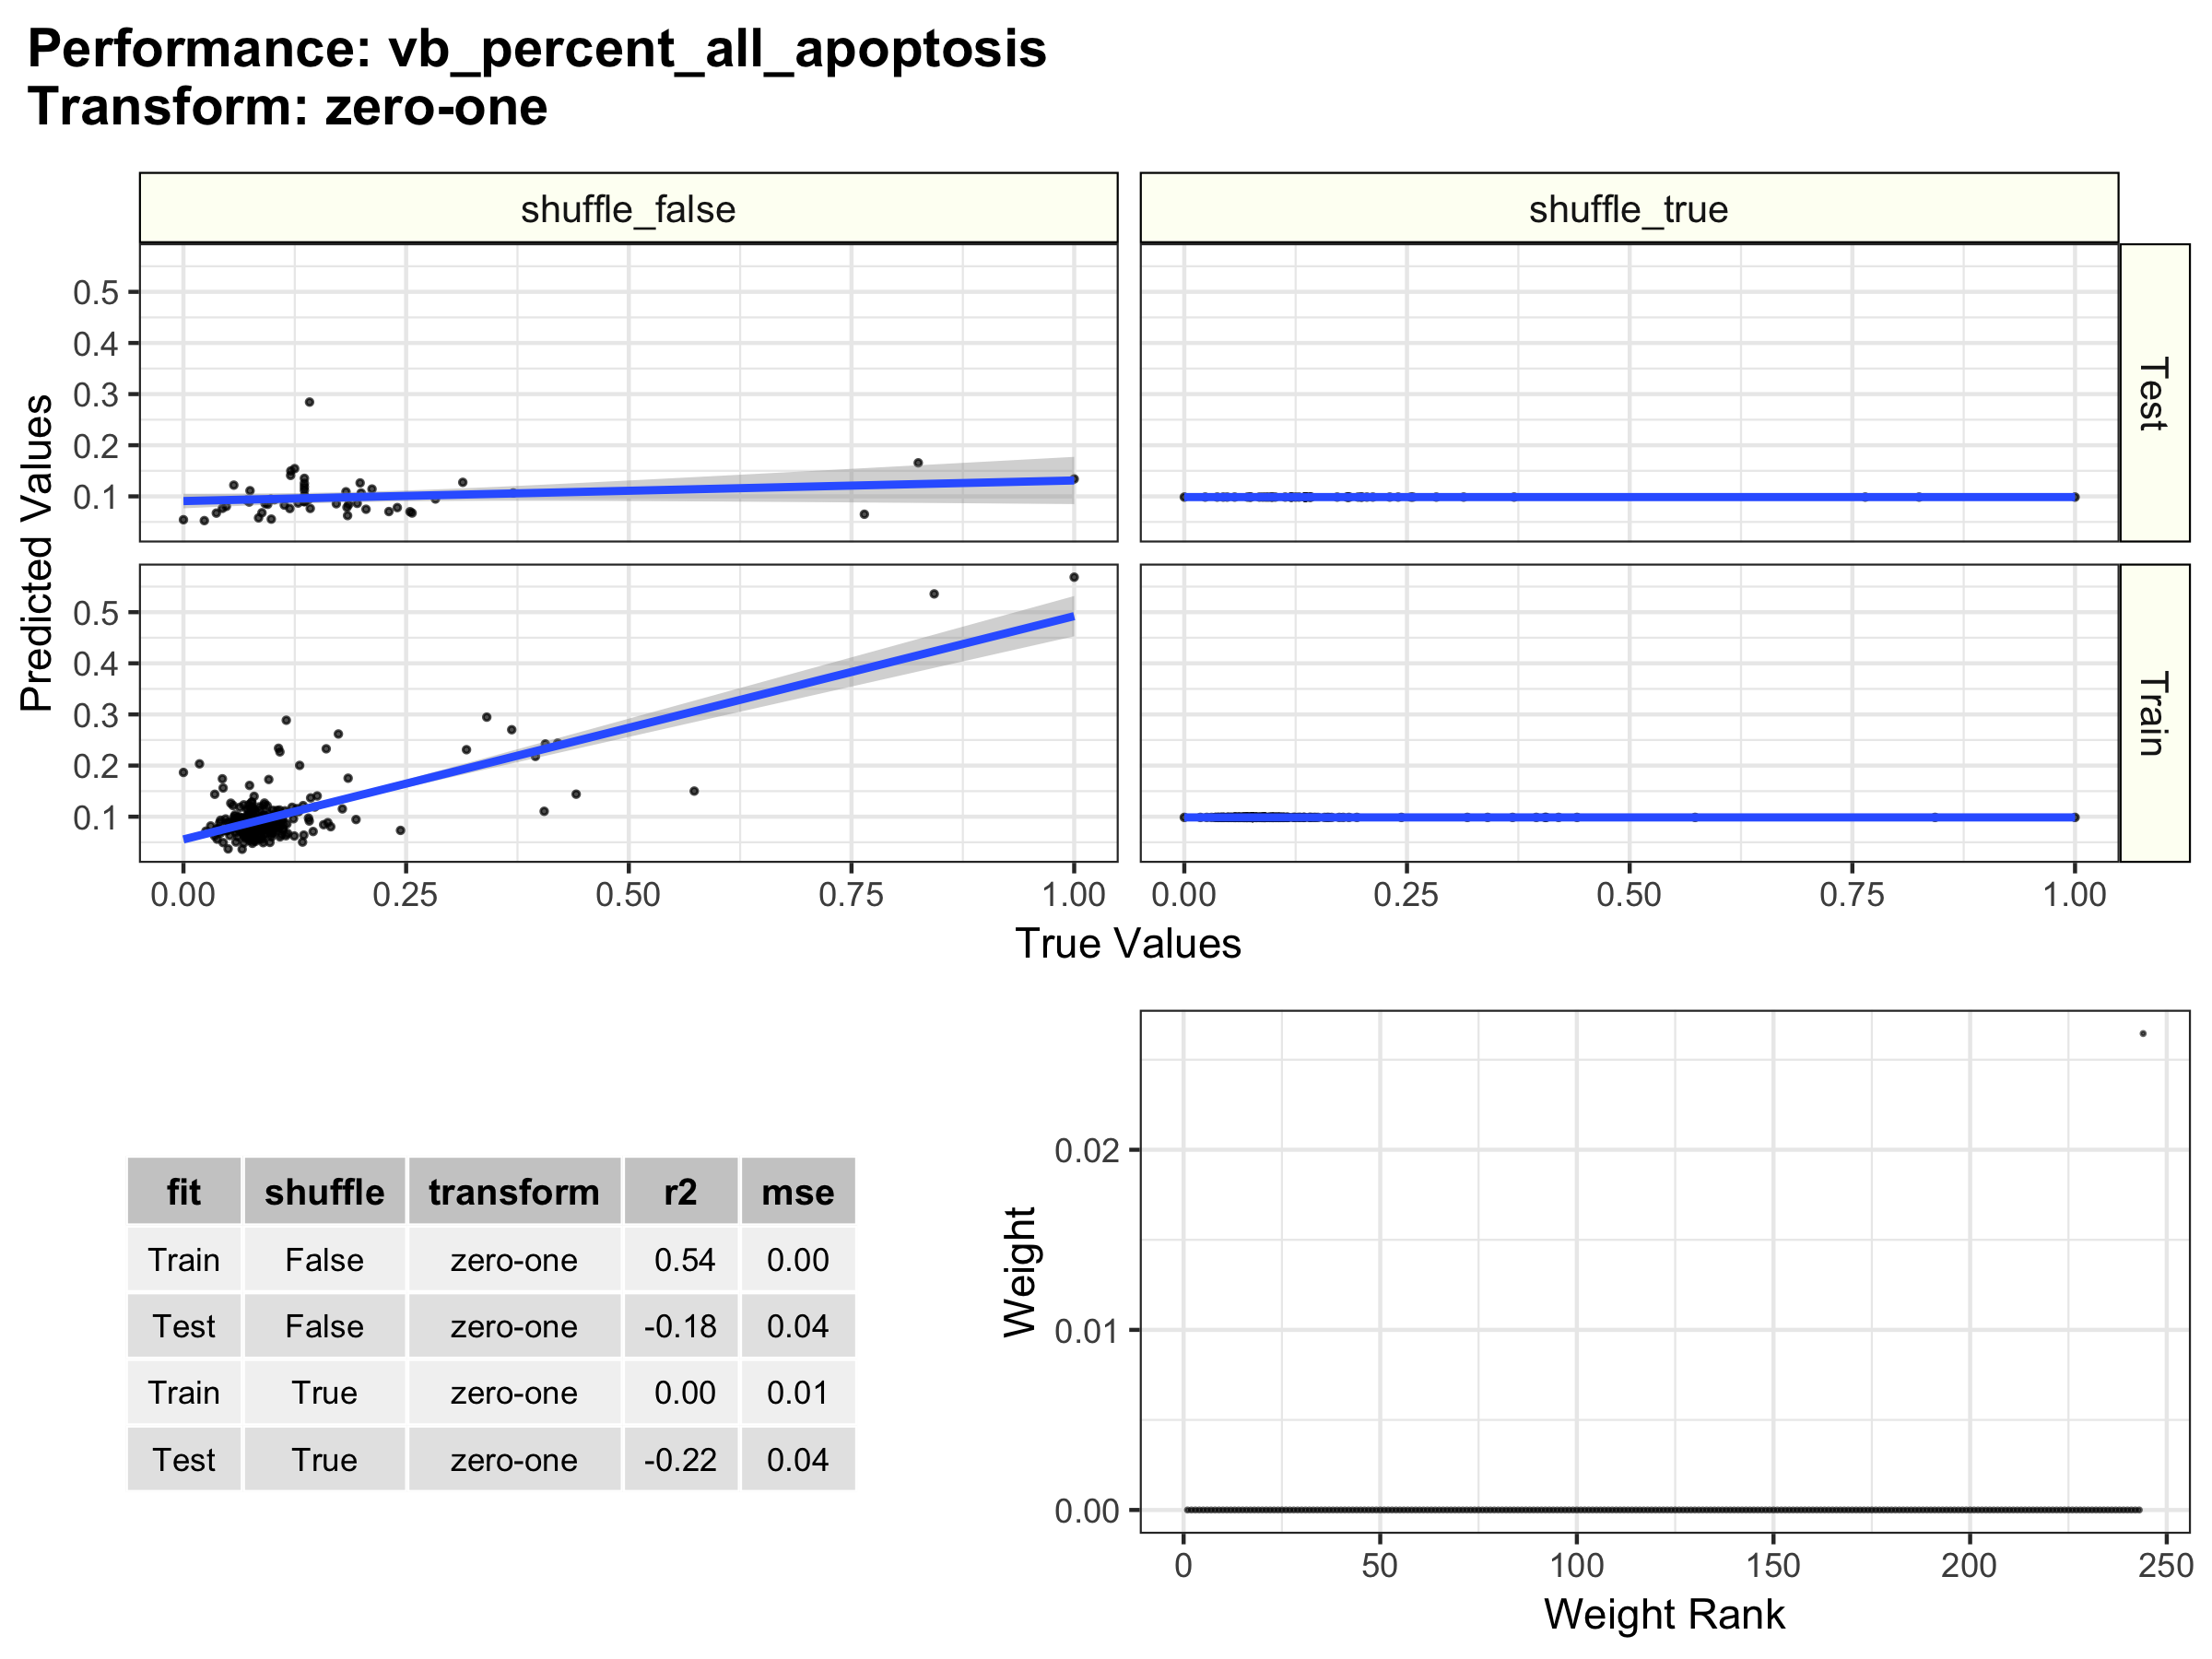 Performance: vb_percent_all_apoptosis
Transform: zero-one
shuffle_false
shuffle_true
Predicted Values
0.5
0.4
0.3
0.2
0.1
Test
0.5
0.4
0.3
0.2
0.1
Train
0.00 0.25 0.50 0.75 1.00 0.00 0.25 0.50 0.75 1.00
True Values
fit shuffle transform r2 mse
Train False zero-one 0.54 0.00
Test False zero-one -0.18 0.04
Train True zero-one 0.00 0.01
Test True zero-one -0.22 0.04
Weight
0.02
0.01
0.00
0 50 100 150 200 250
Weight Rank